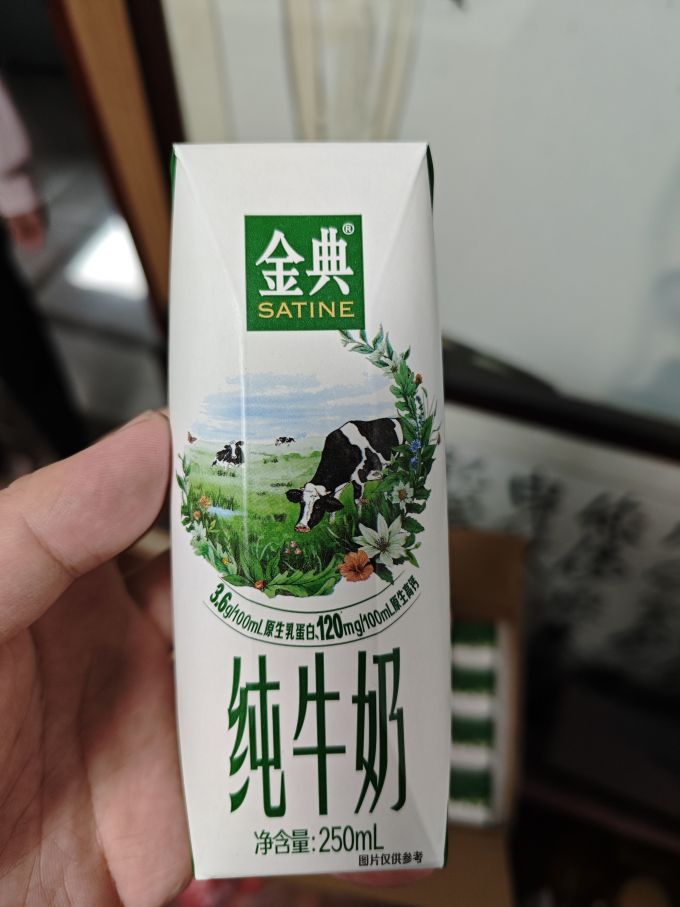 金典®
SATINE
3.6g/100mL原生乳蛋白、120mg/100mL原生高钙
纯牛奶
净含量:250mL
图片仅供参考